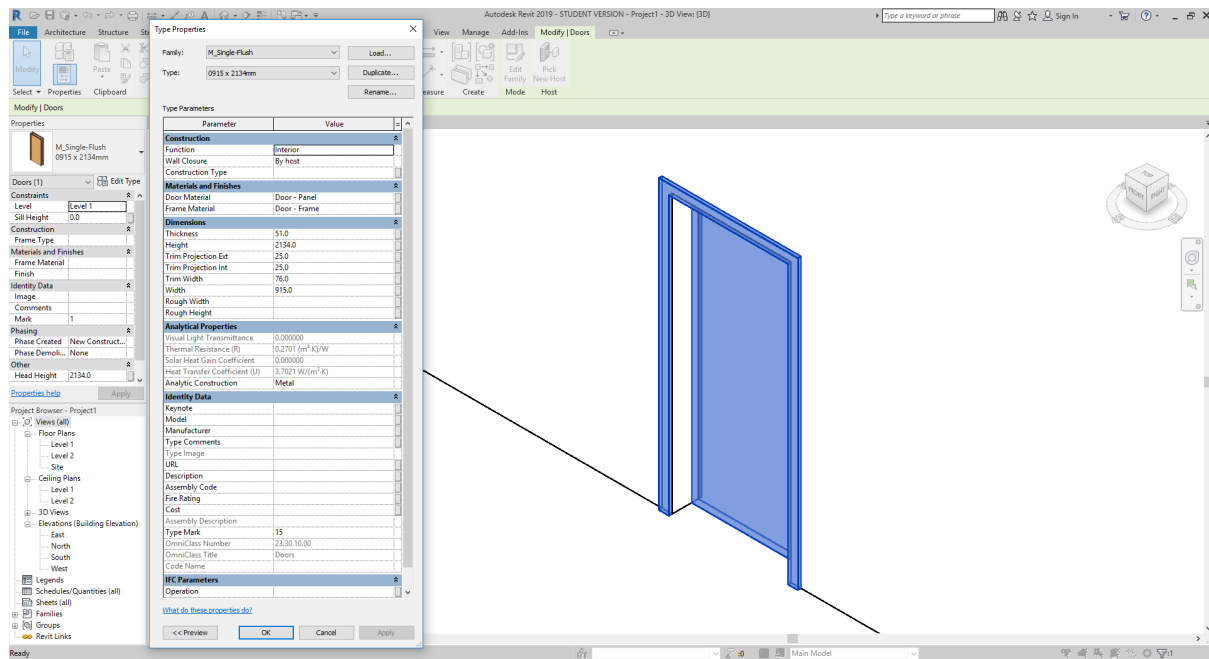 Autodesk Revit 2019 - STUDENT VERSION - Project1 - 3D View: {3D}
Type a keyword or phrase
Sign In
File Architecture Structure
View Manage Add-Ins Modify | Doors
Modify
Paste
Edit Family
Pick New Host
Select Properties Clipboard
Create Mode Host
Modify | Doors
Properties
M_Single-Flush
0915 x 2134mm
Doors (1) Edit Type
Constraints
Level Level 1
Sill Height 0.0
Construction
Frame Type
Materials and Finishes
Frame Material
Finish
Identity Data
Image
Comments
Mark 1
Phasing
Phase Created New Construct...
Phase Demoli... None
Other
Head Height 2134.0
Properties help Apply
Project Browser - Project1
Views (all)
Floor Plans
Level 1
Level 2
Site
Ceiling Plans
Level 1
Level 2
3D Views
Elevations (Building Elevation)
East
North
South
West
Legends
Schedules/Quantities (all)
Sheets (all)
Families
Groups
Revit Links
Ready
Type Properties
Family: M_Single-Flush Load...
Type: 0915 x 2134mm Duplicate...
Rename...
Type Parameters
Parameter Value =
Construction
Function Interior
Wall Closure By host
Construction Type
Materials and Finishes
Door Material Door - Panel
Frame Material Door - Frame
Dimensions
Thickness 51.0
Height 2134.0
Trim Projection Ext 25.0
Trim Projection Int 25.0
Trim Width 76.0
Width 915.0
Rough Width
Rough Height
Analytical Properties
Visual Light Transmittance 0.000000
Thermal Resistance (R) 0.2701 (m²·K)/W
Solar Heat Gain Coefficient 0.000000
Heat Transfer Coefficient (U) 3.7021 W/(m²·K)
Analytic Construction Metal
Identity Data
Keynote
Model
Manufacturer
Type Comments
Type Image
URL
Description
Assembly Code
Fire Rating
Cost
Assembly Description
Type Mark 15
OmniClass Number 23.30.10.00
OmniClass Title Doors
Code Name
IFC Parameters
Operation
What do these properties do?
<< Preview OK Cancel Apply
TOP
FRONT RIGHT
:0 Main Model
:1